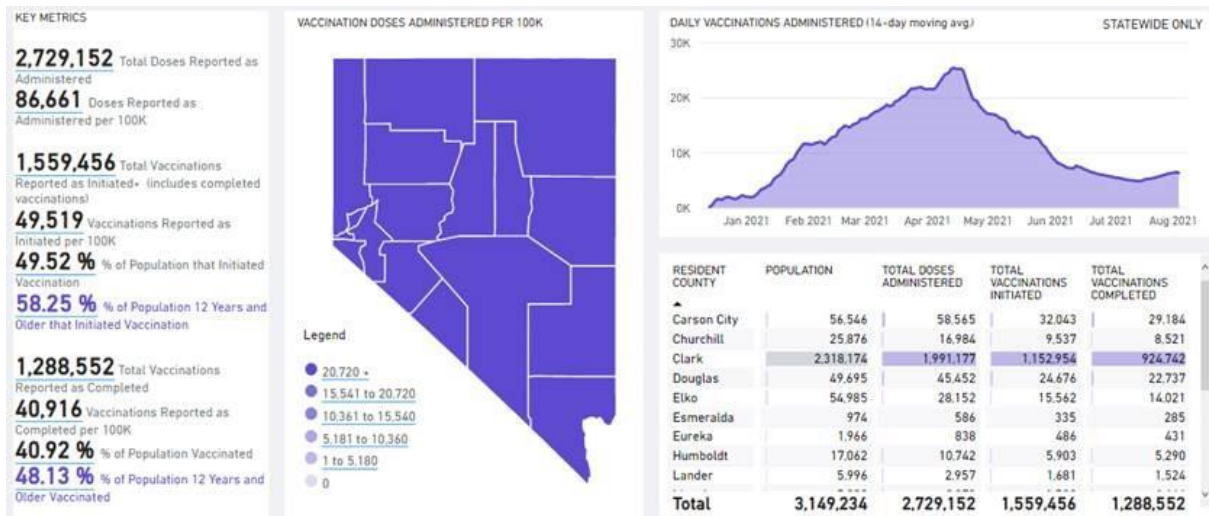 KEY METRICS
2,729,152 Total Doses Reported as
Administered
86,661 Doses Reported as
Administered per 100K
1,559,456 Total Vaccinations
Reported as Initiated+ (includes completed
vaccinations)
49,519 Vaccinations Reported as
Initiated per 100K
49.52 % % of Population that Initiated
Vaccination
58.25 % % of Population 12 Years and
Older that Initiated Vaccination
1,288,552 Total Vaccinations
Reported as Completed
40,916 Vaccinations Reported as
Completed per 100K
40.92 % % of Population Vaccinated
48.13 % % of Population 12 Years and
Older Vaccinated
VACCINATION DOSES ADMINISTERED PER 100K
Legend
20,720 +
15,541 to 20,720
10,361 to 15,540
5,181 to 10,360
1 to 5,180
0
DAILY VACCINATIONS ADMINISTERED (14-day moving avg.) STATEWIDE ONLY
30K
20K
10K
0K
Jan 2021 Feb 2021 Mar 2021 Apr 2021 May 2021 Jun 2021 Jul 2021 Aug 2021
RESIDENT COUNTY POPULATION TOTAL DOSES ADMINISTERED TOTAL VACCINATIONS INITIATED TOTAL VACCINATIONS COMPLETED
Carson City 56,546 58,565 32,043 29,184
Churchill 25,876 16,984 9,537 8,521
Clark 2,318,174 1,991,177 1,152,954 924,742
Douglas 49,695 45,452 24,676 22,737
Elko 54,985 28,152 15,562 14,021
Esmeralda 974 586 335 285
Eureka 1,966 838 486 431
Humboldt 17,062 10,742 5,903 5,290
Lander 5,996 2,957 1,681 1,524
Total 3,149,234 2,729,152 1,559,456 1,288,552